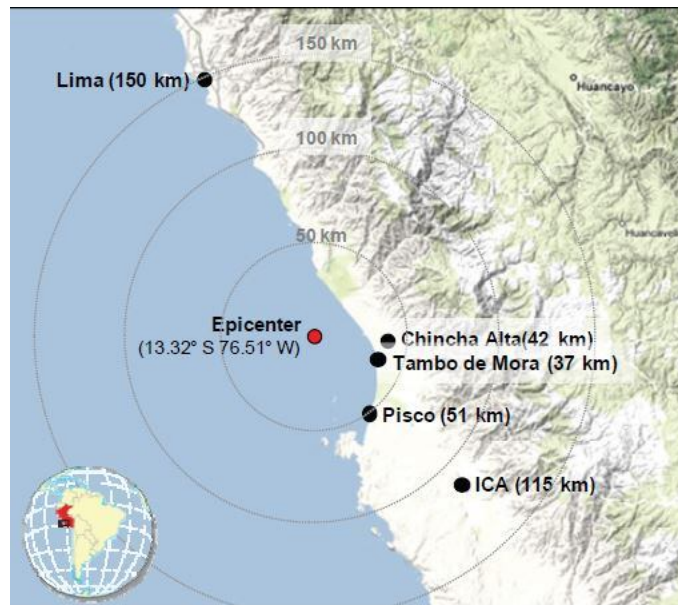 150 km
Lima (150 km)
Huancayo
100 km
50 km
Huancavelic
Epicenter
(13.32° S 76.51° W)
Chincha Alta(42 km)
Tambo de Mora (37 km)
Pisco (51 km)
ICA (115 km)